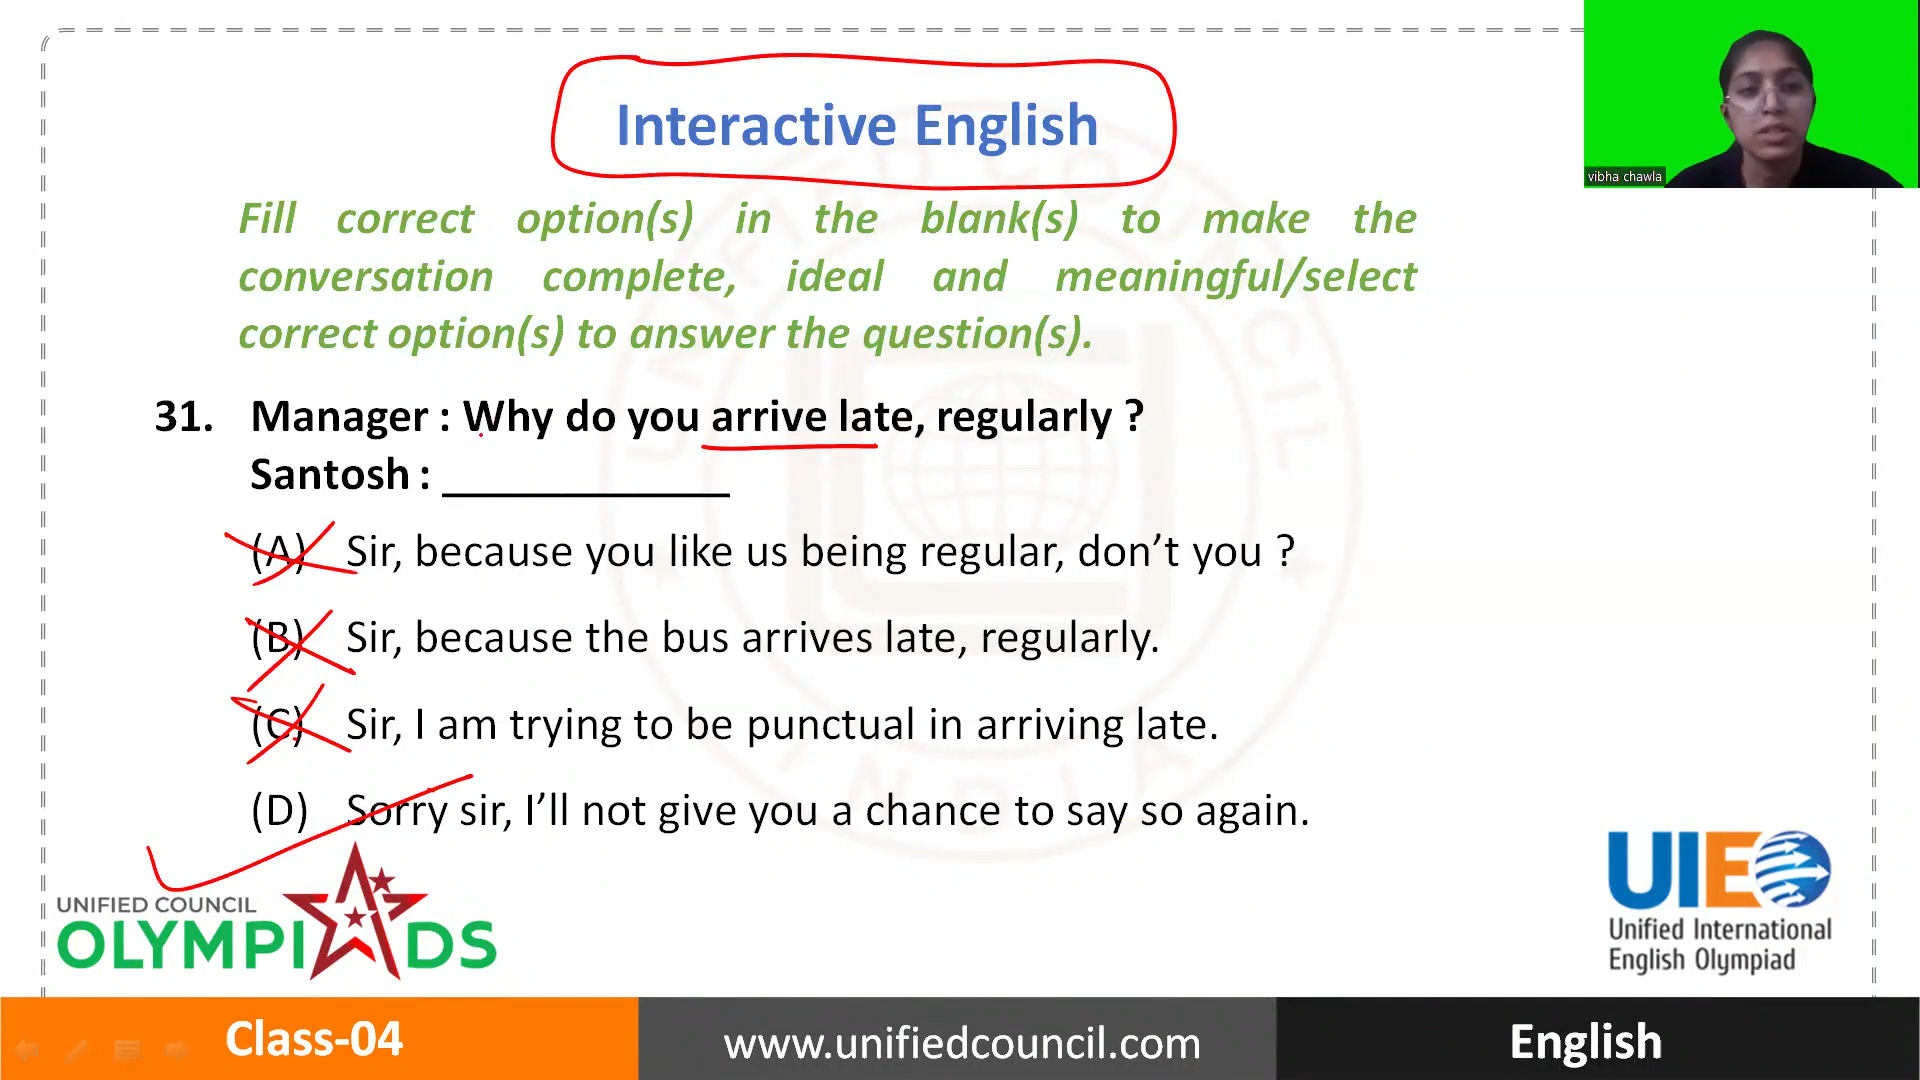 Interactive English
vibha chawla
Fill correct option(s) in the blank(s) to make the
conversation complete, ideal and meaningful/select
correct option(s) to answer the question(s).
31. Manager : Why do you arrive late, regularly ?
Santosh : ____________
(A) Sir, because you like us being regular, don't you ?
(B) Sir, because the bus arrives late, regularly.
(C) Sir, I am trying to be punctual in arriving late.
(D) Sorry sir, I'll not give you a chance to say so again.
UNIFIED COUNCIL
INDIA
UNIFIED COUNCIL
OLYMPIADS
UIEO
Unified International
English Olympiad
Class-04
www.unifiedcouncil.com
English